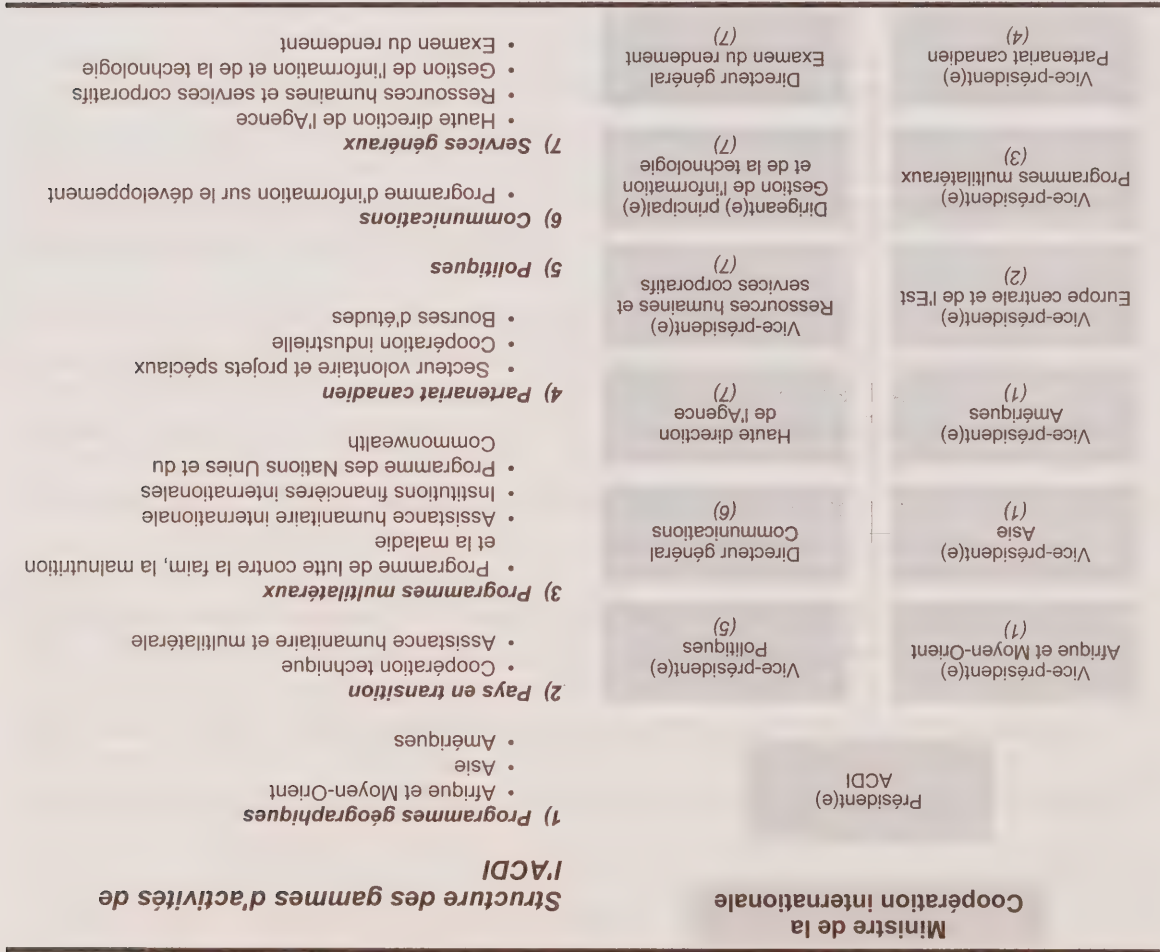 Ministre de la
Coopération internationale
Président(e)
ACDI
Vice-président(e)
Afrique et Moyen-Orient
(1)
Vice-président(e)
Politiques
(5)
Vice-président(e)
Asie
(1)
Directeur général
Communications
(6)
Vice-président(e)
Amériques
(1)
Haute direction
de l'Agence
(7)
Vice-président(e)
Europe centrale et de l'Est
(2)
Vice-président(e)
Ressources humaines et
services corporatifs
(7)
Vice-président(e)
Programmes multilatéraux
(3)
Dirigeant(e) principal(e)
Gestion de l'information
et de la technologie
(7)
Vice-président(e)
Partenariat canadien
(4)
Directeur général
Examen du rendement
(7)
Structure des gammes d'activités de
l'ACDI
1) Programmes géographiques
• Afrique et Moyen-Orient
• Asie
• Amériques
2) Pays en transition
• Coopération technique
• Assistance humanitaire et multilatérale
3) Programmes multilatéraux
• Programme de lutte contre la faim, la malnutrition
et la maladie
• Assistance humanitaire internationale
• Institutions financières internationales
• Programme des Nations Unies et du
Commonwealth
4) Partenariat canadien
• Secteur volontaire et projets spéciaux
• Coopération industrielle
• Bourses d'études
5) Politiques
6) Communications
• Programme d'information sur le développement
7) Services généraux
• Haute direction de l'Agence
• Ressources humaines et services corporatifs
• Gestion de l'information et de la technologie
• Examen du rendement